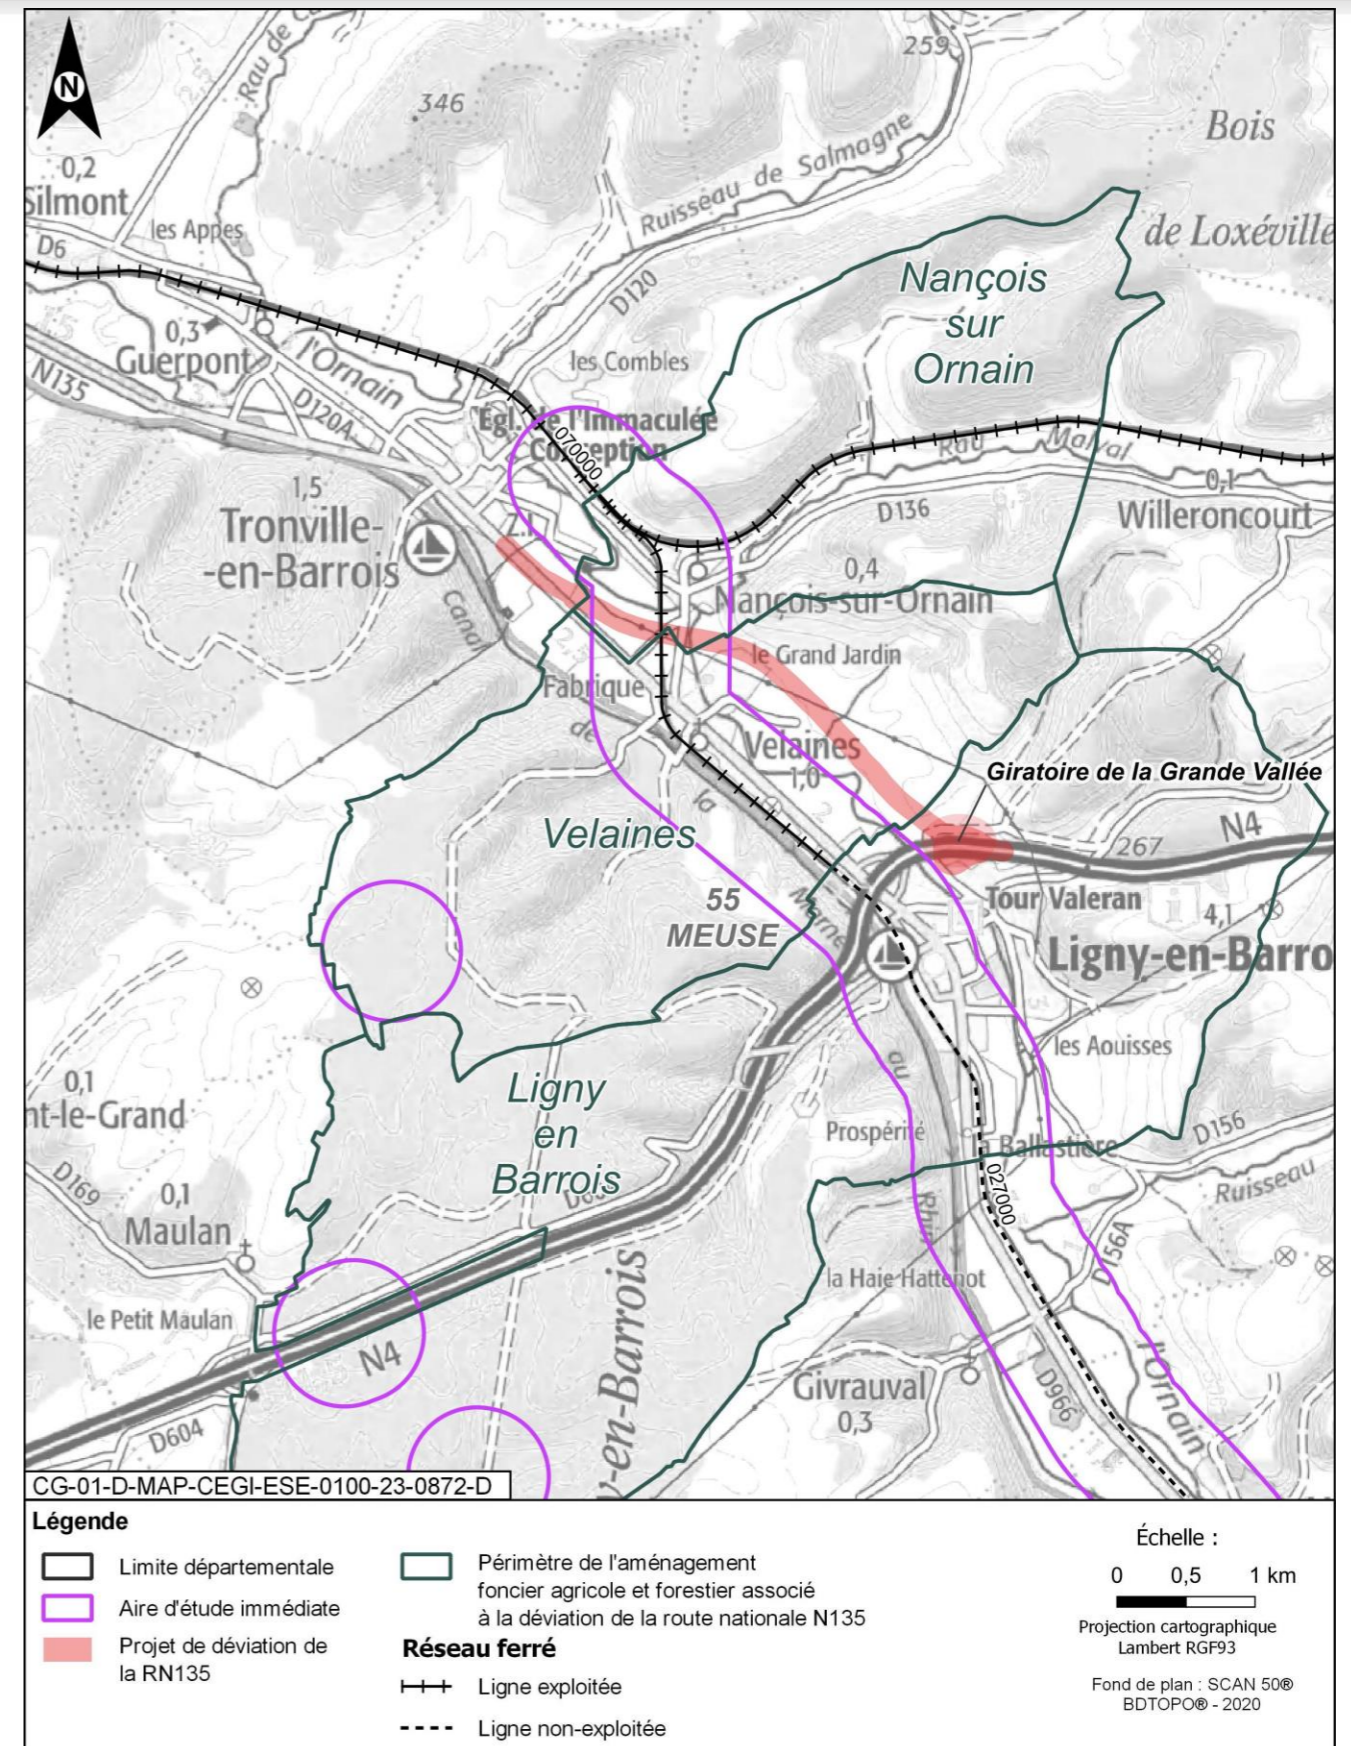 N
259
346
Bois
Rau de
Ruisseau de Salmagne
0,2
Silmont
les Appes
de Loxéville
D6
D120
Nançois
sur
Ornain
0,3
Guerpont
l'Ornain
les Combles
N135
D120A
Égl. de l'Immaculée
Conception
070000
Rau Malval
0,1
1,5
Z.I.
D136
Willeroncourt
Tronville-
-en-Barrois
0,4
Nançois-sur-Ornain
Canal
le Grand Jardin
Fabrique
de
Velaines
1,0
Giratoire de la Grande Vallée
la
Velaines
267
N4
55
MEUSE
Marne
Tour Valeran
4,1
Ligny-en-Barro
au
les Aouisses
0,1
nt-le-Grand
Ligny
en
Barrois
Prospérité
la Ballastière
D156
D169
0,1
Maulan
027000
Rhin
Ruisseau
D156A
la Haie Hattenot
le Petit Maulan
N4
y-en-Barrois
Givrauval
0,3
D966
l'Ornain
D604
CG-01-D-MAP-CEGI-ESE-0100-23-0872-D
Légende
Limite départementale
Aire d'étude immédiate
Projet de déviation de
la RN135
Périmètre de l'aménagement
foncier agricole et forestier associé
à la déviation de la route nationale N135
Réseau ferré
Ligne exploitée
Ligne non-exploitée
Échelle :
0 0,5 1 km
Projection cartographique
Lambert RGF93
Fond de plan : SCAN 50®
BDTOPO® - 2020